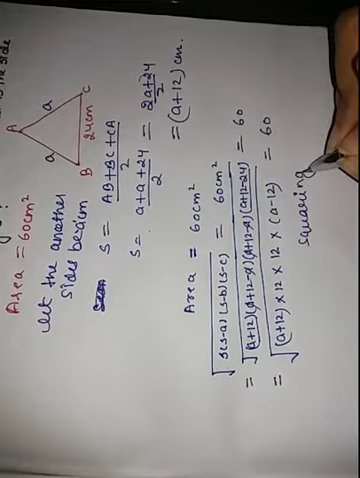 Area = 60cm²
A
B
C
a
a
24cm
Let the another
sides be a cm
S = AB+BC+CA / 2
S = a+a+24 / 2 = 2a+24 / 2
= (a+12) cm.
Area = 60cm²
√s(s-a)(s-b)(s-c) = 60cm²
= √(a+12)(a+12-a)(a+12-a)(a+12-24) = 60
= √(a+12)×12×12×(a-12) = 60
squaring